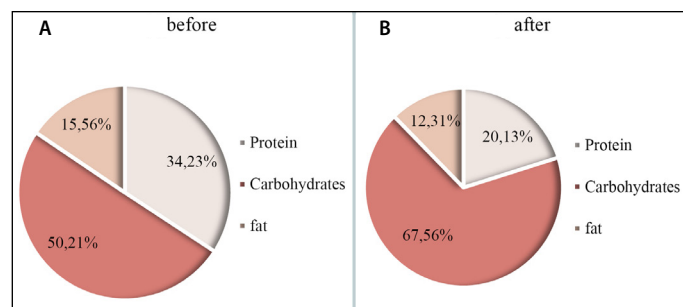 A
before
15,56%
34,23%
50,21%
Protein
Carbohydrates
fat
B
after
12,31%
20,13%
67,56%
Protein
Carbohydrates
fat